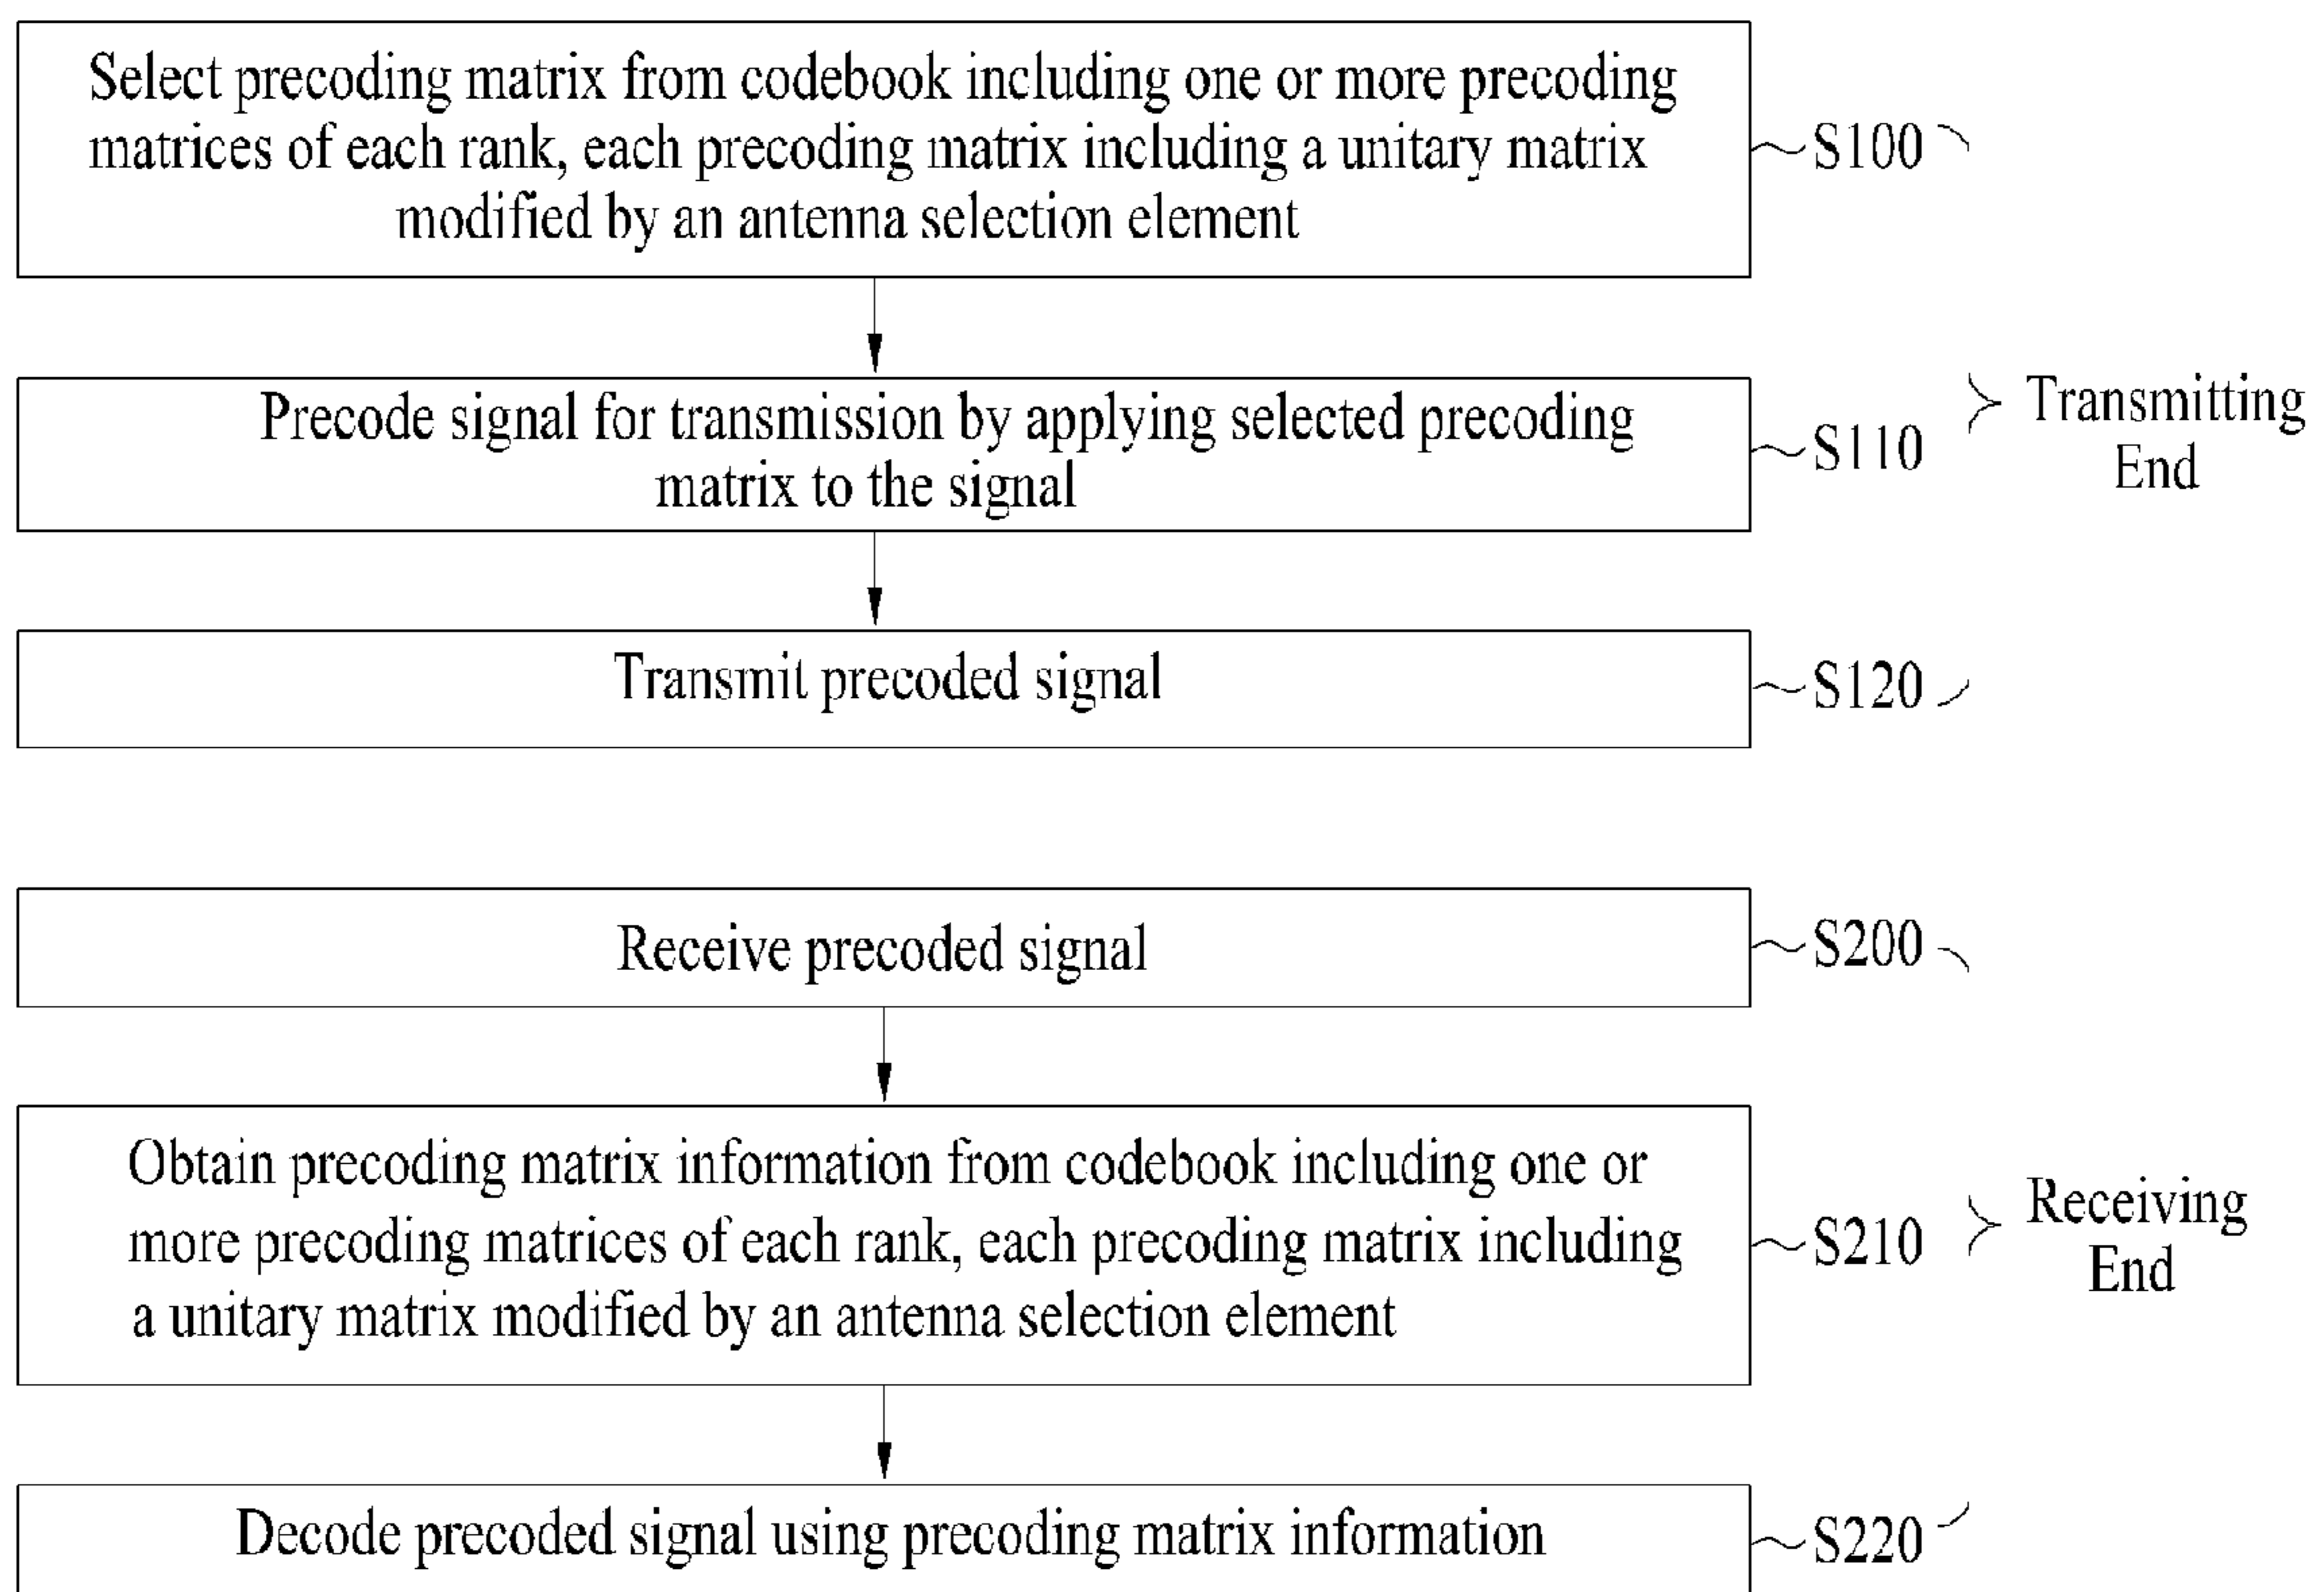 Select precoding matrix from codebook including one or more precoding
matrices of each rank, each precoding matrix including a unitary matrix
modified by an antenna selection element
S100
Precode signal for transmission by applying selected precoding
matrix to the signal
S110
Transmitting
End
Transmit precoded signal
S120
Receive precoded signal
S200
Obtain precoding matrix information from codebook including one or
more precoding matrices of each rank, each precoding matrix including
a unitary matrix modified by an antenna selection element
S210
Receiving
End
Decode precoded signal using precoding matrix information
S220